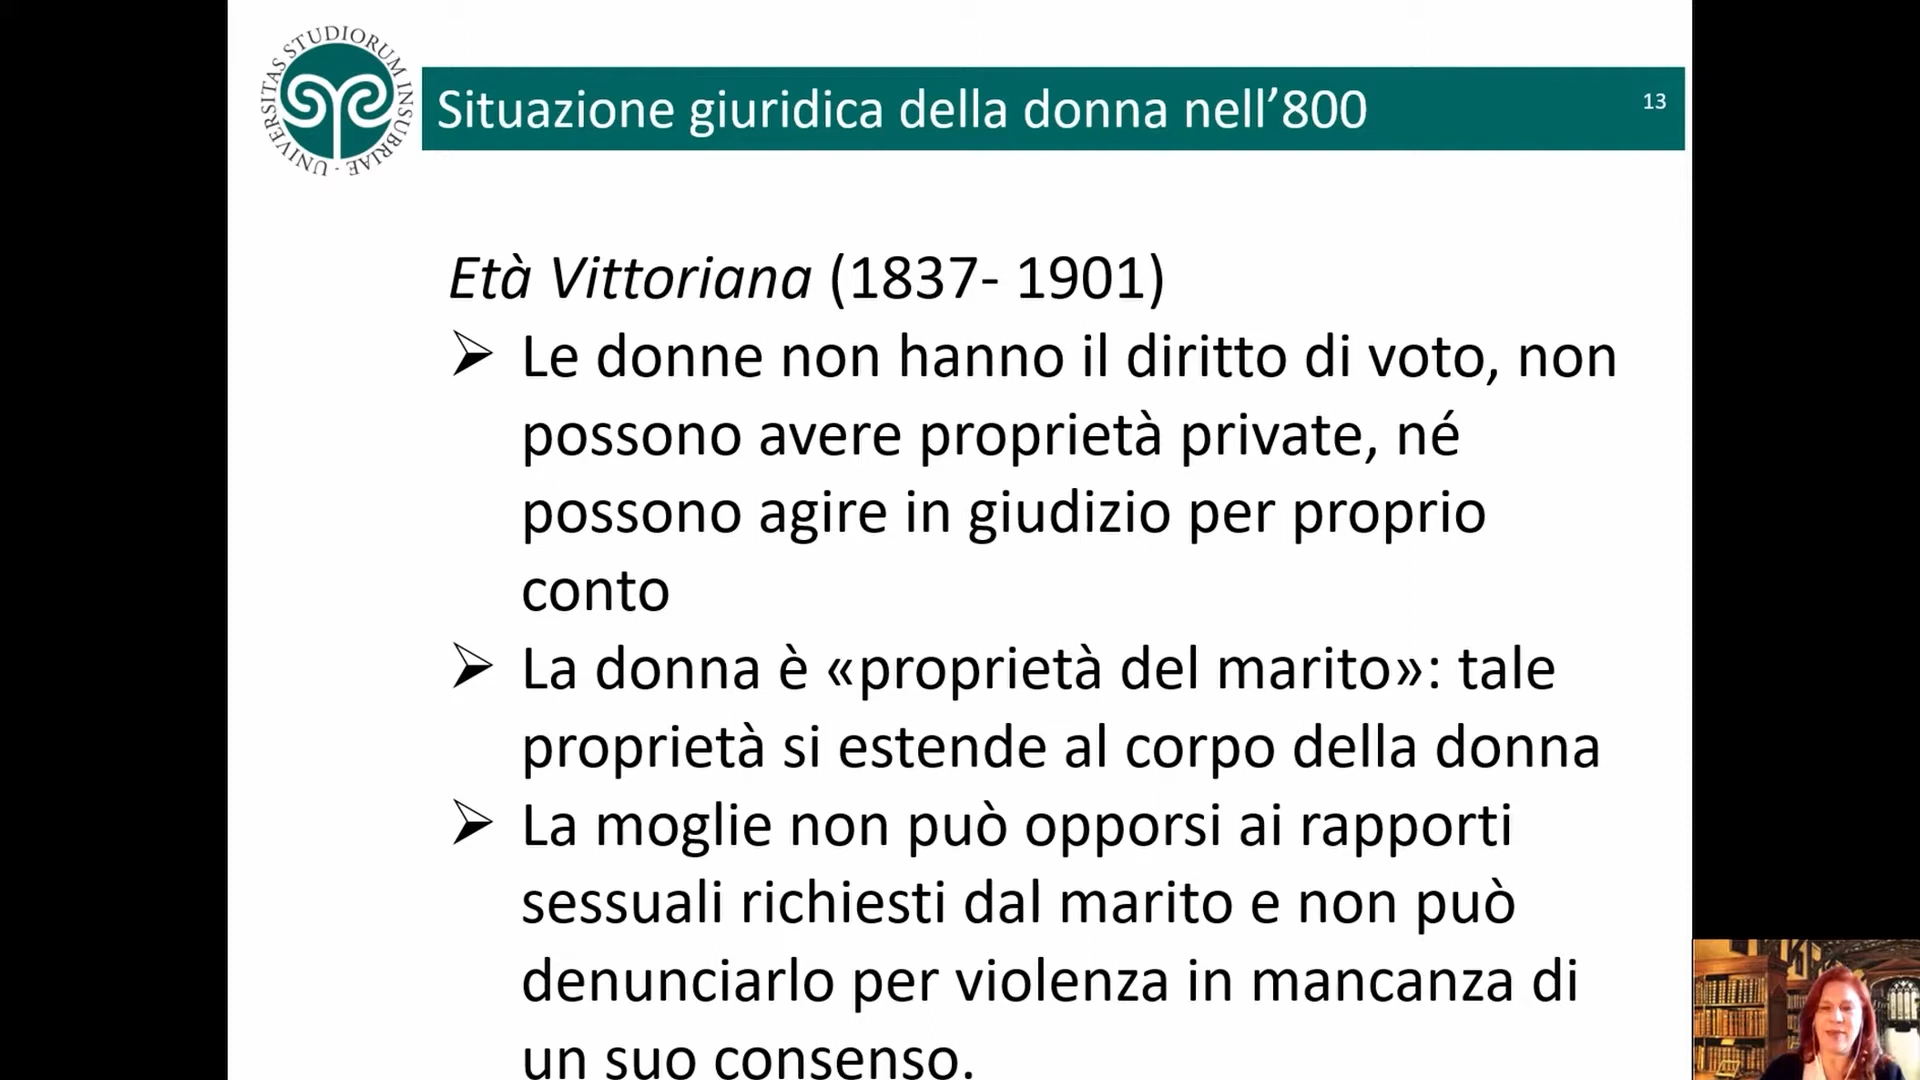 UNIVERSITAS STUDIORUM INSUBRIAE
Situazione giuridica della donna nell’800
13
Età Vittoriana (1837- 1901)
➢ Le donne non hanno il diritto di voto, non
possono avere proprietà private, né
possono agire in giudizio per proprio
conto
➢ La donna è «proprietà del marito»: tale
proprietà si estende al corpo della donna
➢ La moglie non può opporsi ai rapporti
sessuali richiesti dal marito e non può
denunciarlo per violenza in mancanza di
un suo consenso.